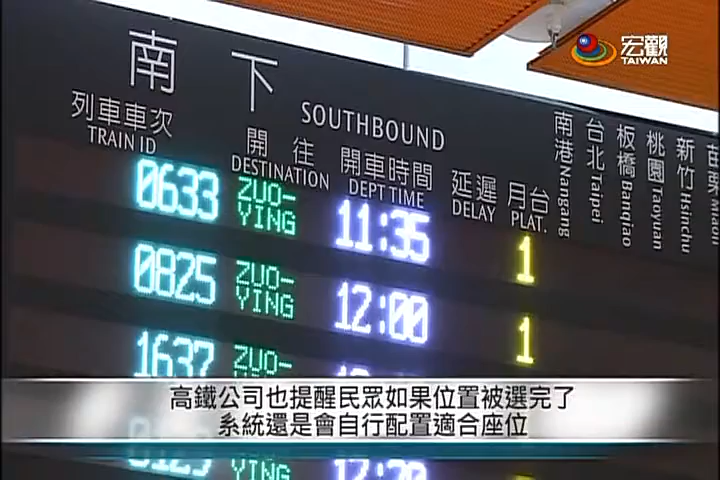 宏觀
TAIWAN
南下
SOUTHBOUND
列車車次
TRAIN ID
開往
DESTINATION
開車時間
DEPT TIME
延遲
DELAY
月台
PLAT.
南港 Nangang
台北 Taipei
板橋 Banqiao
桃園 Taoyuan
新竹 Hsinchu
苗栗
0633 ZUO-YING 11:35 1
0825 ZUO-YING 12:00 1
1637 ZUO-
高鐵公司也提醒民眾如果位置被選完了
系統還是會自行配置適合座位
YING